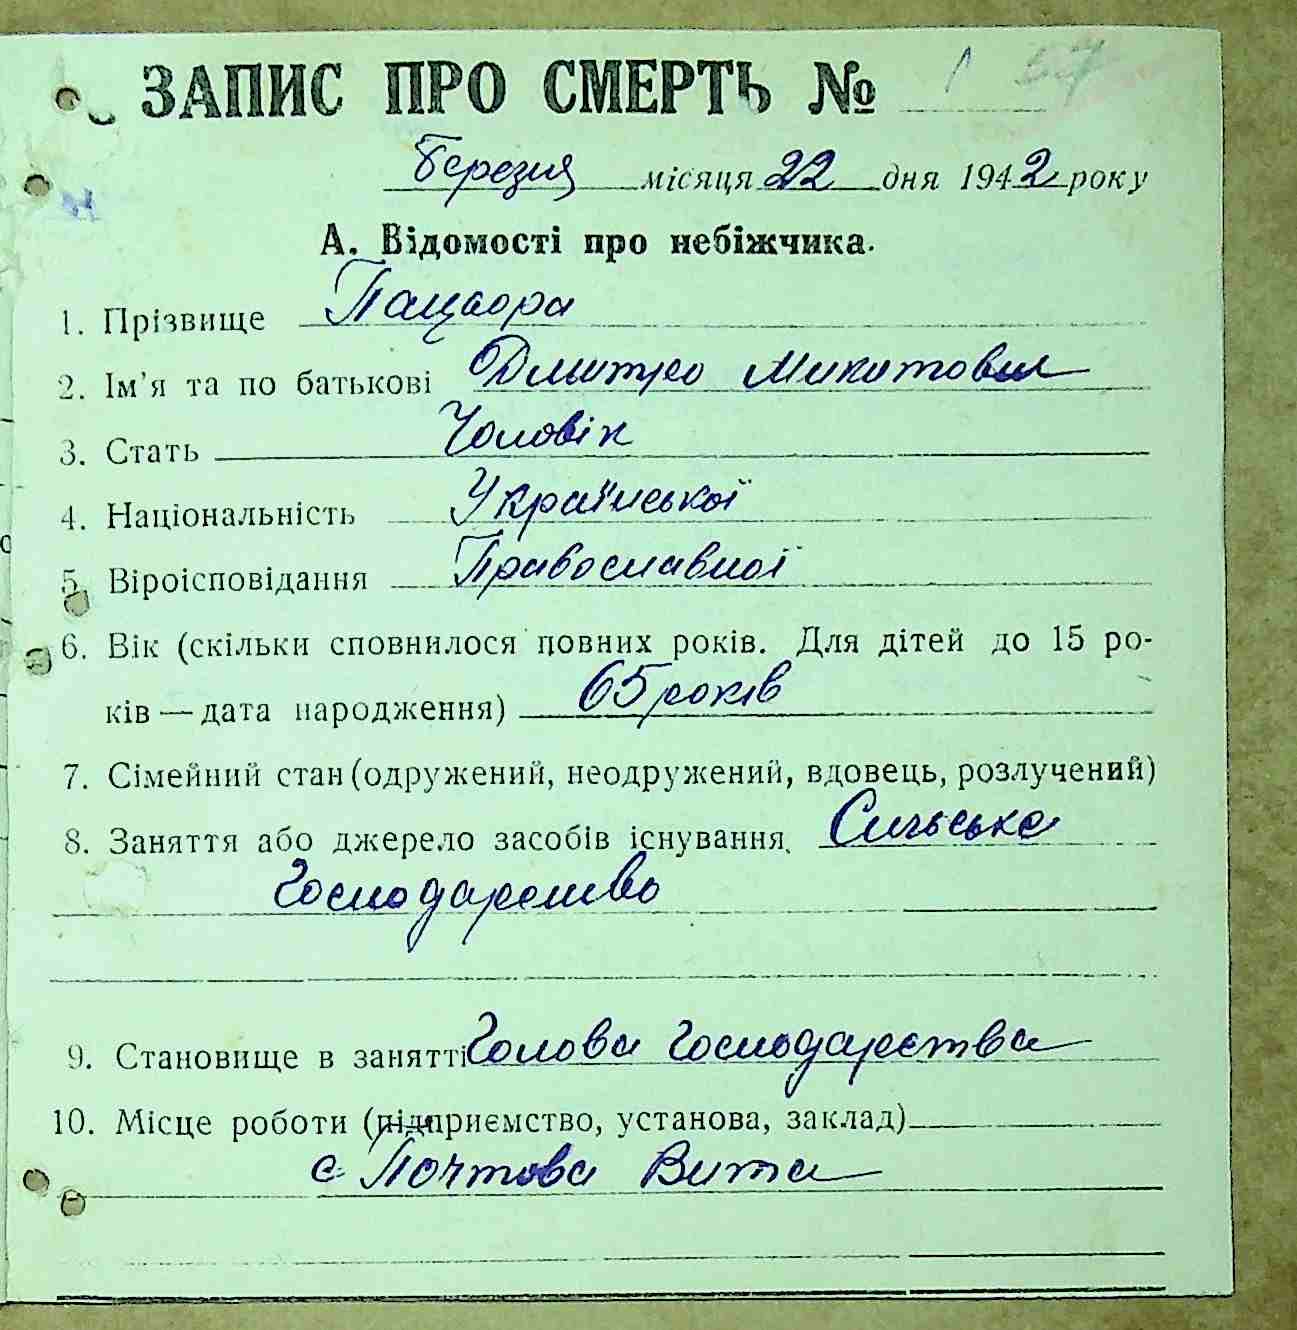 ЗАПИС ПРО СМЕРТЬ №
Березня місяця 22 дня 1942 року
А. Відомості про небіжчика.
1. Прізвище Пацьора
2. Ім'я та по батькові Дмитро Микитович
3. Стать Чоловік
4. Національність Української
5. Віроісповідання Православної
6. Вік (скільки сповнилося повних років. Для дітей до 15 ро-
ків — дата народження) 65 років
7. Сімейний стан (одружений, неодружений, вдовець, розлучений)
8. Заняття або джерело засобів існування. Сильське
Господарство
9. Становище в занятті Голова Господарства
10. Місце роботи (підприємство, установа, заклад)
с. Почтова Вита